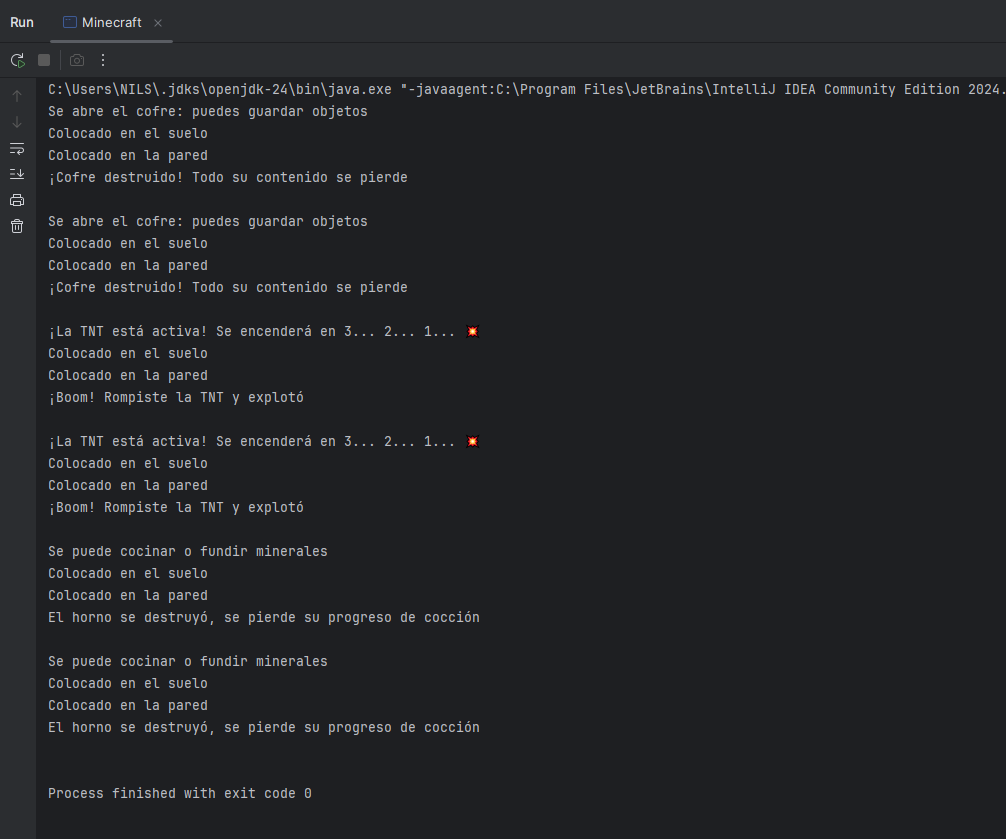 Run Minecraft
C:\Users\NILS\.jdks\openjdk-24\bin\java.exe "-javaagent:C:\Program Files\JetBrains\IntelliJ IDEA Community Edition 2024.
Se abre el cofre: puedes guardar objetos
Colocado en el suelo
Colocado en la pared
¡Cofre destruido! Todo su contenido se pierde
Se abre el cofre: puedes guardar objetos
Colocado en el suelo
Colocado en la pared
¡Cofre destruido! Todo su contenido se pierde
¡La TNT está activa! Se encenderá en 3... 2... 1... 💥
Colocado en el suelo
Colocado en la pared
¡Boom! Rompiste la TNT y explotó
¡La TNT está activa! Se encenderá en 3... 2... 1... 💥
Colocado en el suelo
Colocado en la pared
¡Boom! Rompiste la TNT y explotó
Se puede cocinar o fundir minerales
Colocado en el suelo
Colocado en la pared
El horno se destruyó, se pierde su progreso de cocción
Se puede cocinar o fundir minerales
Colocado en el suelo
Colocado en la pared
El horno se destruyó, se pierde su progreso de cocción
Process finished with exit code 0